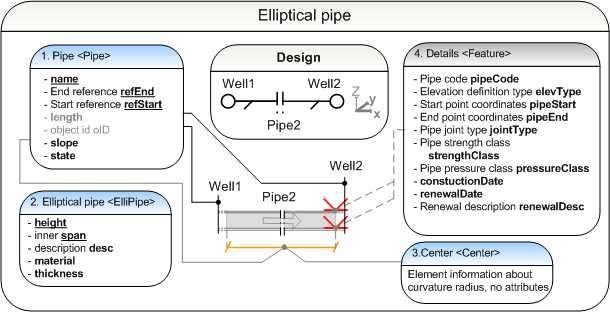 Elliptical pipe
1. Pipe <Pipe>
- name
- End reference refEnd
- Start reference refStart
- length
- object id oID
- slope
- state
Design
Well1
Well2
Pipe2
Z
y
x
4. Details <Feature>
- Pipe code pipeCode
- Elevation definition type elevType
- Start point coordinates pipeStart
- End point coordinates pipeEnd
- Pipe joint type jointType
- Pipe strength class
strengthClass
- Pipe pressure class pressureClass
- constuctionDate
- renewalDate
- Renewal description renewalDesc
Well2
Well1
Pipe2
2. Elliptical pipe <ElliPipe>
- height
- inner span
- description desc
- material
- thickness
3.Center <Center>
Element information about
curvature radius, no attributes